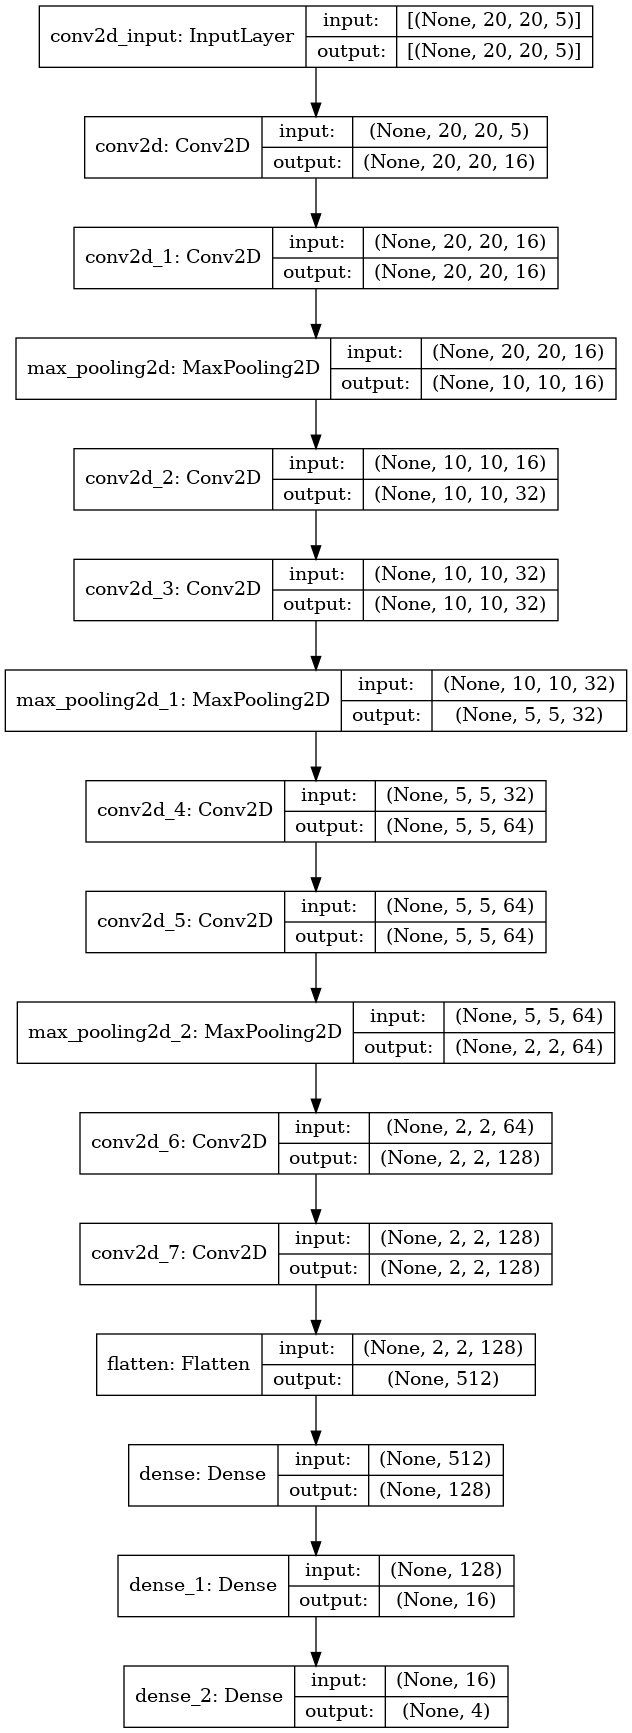 conv2d_input: InputLayer
input: [(None, 20, 20, 5)]
output: [(None, 20, 20, 5)]
conv2d: Conv2D
input: (None, 20, 20, 5)
output: (None, 20, 20, 16)
conv2d_1: Conv2D
input: (None, 20, 20, 16)
output: (None, 20, 20, 16)
max_pooling2d: MaxPooling2D
input: (None, 20, 20, 16)
output: (None, 10, 10, 16)
conv2d_2: Conv2D
input: (None, 10, 10, 16)
output: (None, 10, 10, 32)
conv2d_3: Conv2D
input: (None, 10, 10, 32)
output: (None, 10, 10, 32)
max_pooling2d_1: MaxPooling2D
input: (None, 10, 10, 32)
output: (None, 5, 5, 32)
conv2d_4: Conv2D
input: (None, 5, 5, 32)
output: (None, 5, 5, 64)
conv2d_5: Conv2D
input: (None, 5, 5, 64)
output: (None, 5, 5, 64)
max_pooling2d_2: MaxPooling2D
input: (None, 5, 5, 64)
output: (None, 2, 2, 64)
conv2d_6: Conv2D
input: (None, 2, 2, 64)
output: (None, 2, 2, 128)
conv2d_7: Conv2D
input: (None, 2, 2, 128)
output: (None, 2, 2, 128)
flatten: Flatten
input: (None, 2, 2, 128)
output: (None, 512)
dense: Dense
input: (None, 512)
output: (None, 128)
dense_1: Dense
input: (None, 128)
output: (None, 16)
dense_2: Dense
input: (None, 16)
output: (None, 4)